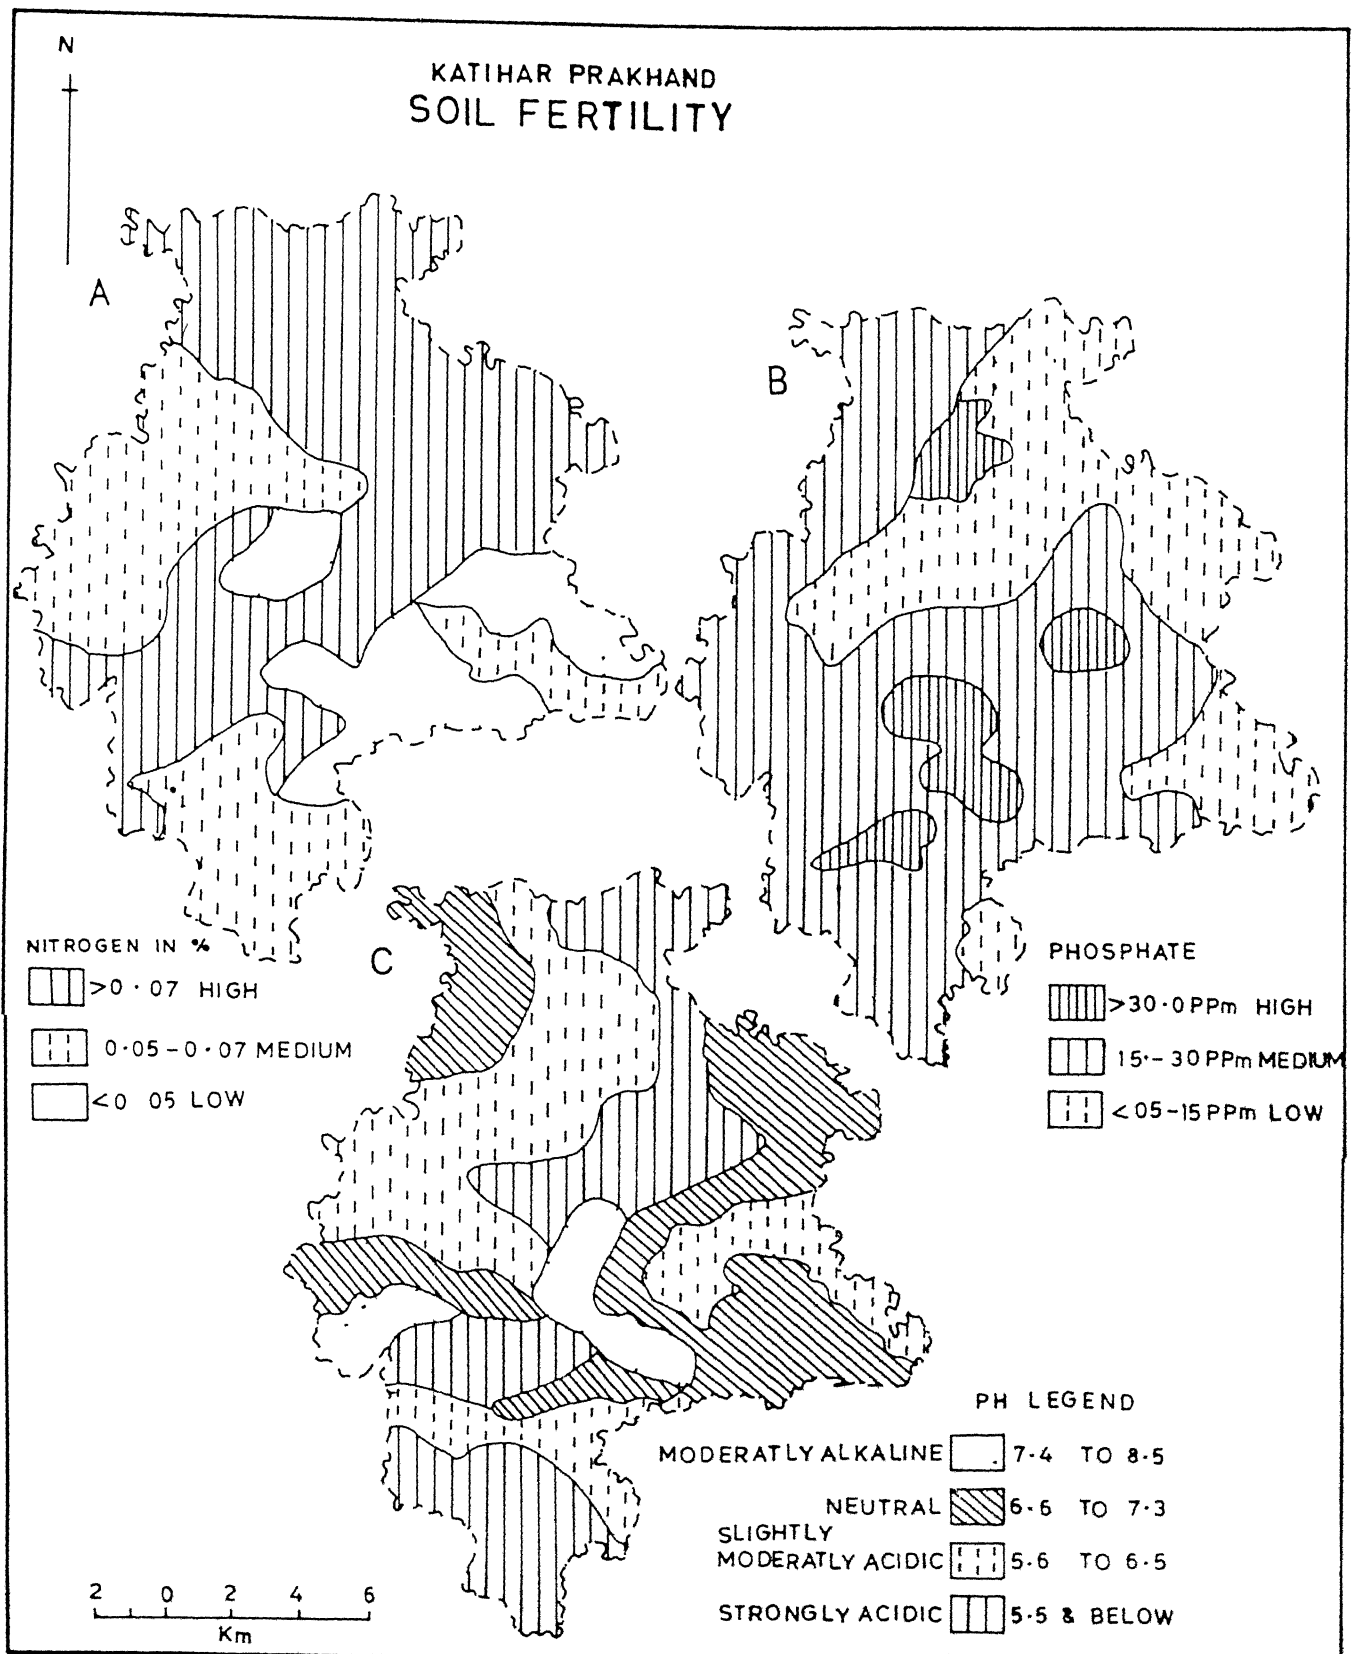 N
KATIHAR PRAKHAND
SOIL FERTILITY
A
B
C
NITROGEN IN %
>0·07 HIGH
0·05-0·07 MEDIUM
<0 05 LOW
PHOSPHATE
>30·0PPm HIGH
15·-30PPm MEDIUM
<05-15PPm LOW
PH LEGEND
MODERATLY ALKALINE 7·4 TO 8·5
NEUTRAL 6·6 TO 7·3
SLIGHTLY
MODERATLY ACIDIC 5·6 TO 6·5
STRONGLY ACIDIC 5·5 & BELOW
2 0 2 4 6
Km